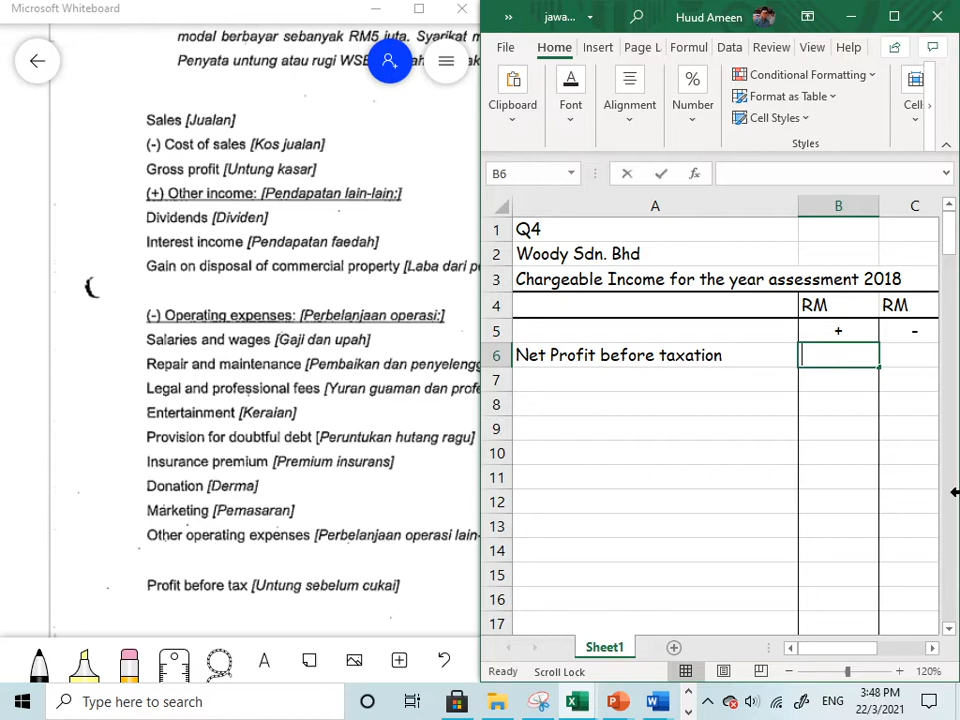 Microsoft Whiteboard
modal berbayar sebanyak RM5 juta. Syarikat
Penyata untung atau rugi
Sales [Jualan]
(-) Cost of sales [Kos jualan]
Gross profit [Untung kasar]
(+) Other income: [Pendapatan lain-lain:]
Dividends [Dividen]
Interest income [Pendapatan faedah]
Gain on disposal of commercial property [Laba dari
(-) Operating expenses: [Perbelanjaan operasi:]
Salaries and wages [Gaji dan upah]
Repair and maintenance [Pembaikan dan penyelengg
Legal and professional fees [Yuran guaman dan profe
Entertainment [Keraian]
Provision for doubtful debt [Peruntukan hutang ragu]
Insurance premium [Premium insurans]
Donation [Derma]
Marketing [Pemasaran]
Other operating expenses [Perbelanjaan operasi lain-
Profit before tax [Untung sebelum cukai]
A
» jawa... Huud Ameen
File Home Insert Page L Formul Data Review View Help
Clipboard Font Alignment Number
A %
Conditional Formatting
Format as Table
Cell Styles
Cell
Styles
B6 fx
A B C
1 Q4
2 Woody Sdn. Bhd
3 Chargeable Income for the year assessment 2018
4 RM RM
5 + -
6 Net Profit before taxation
7
8
9
10
11
12
13
14
15
16
17
Sheet1
Ready Scroll Lock 120%
Type here to search
ENG
3:48 PM
22/3/2021